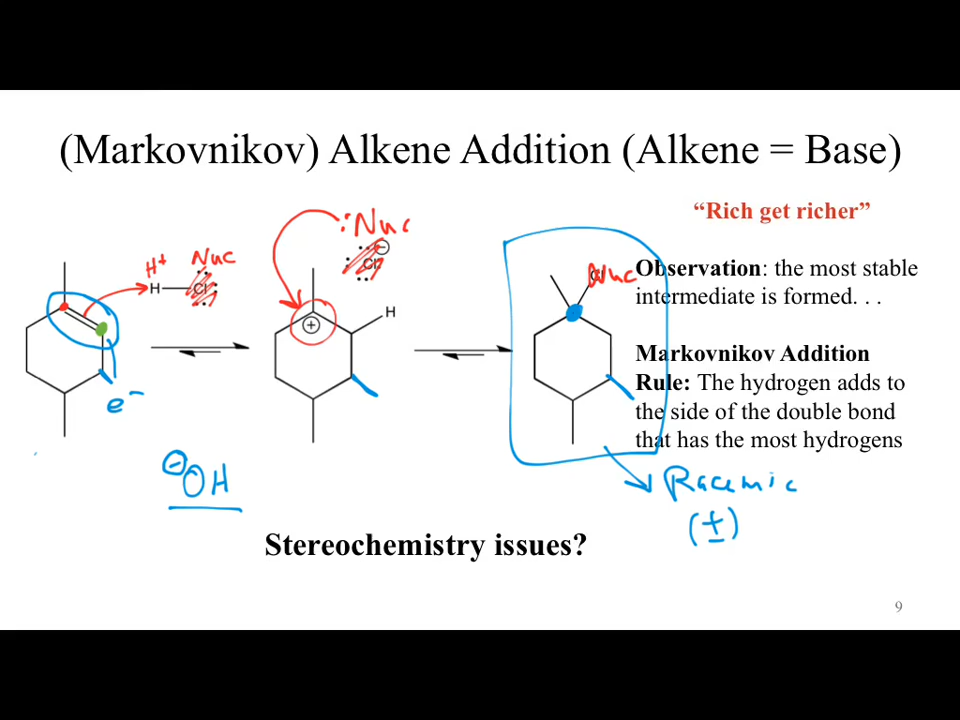 (Markovnikov) Alkene Addition (Alkene = Base)
“Rich get richer”
:Nuc
H+ Nuc
H Cl
Cl
H
Nuc
Observation: the most stable
intermediate is formed. . .
Markovnikov Addition
Rule: The hydrogen adds to
the side of the double bond
that has the most hydrogens
e−
⊖OH
Racemic
(±)
Stereochemistry issues?
9